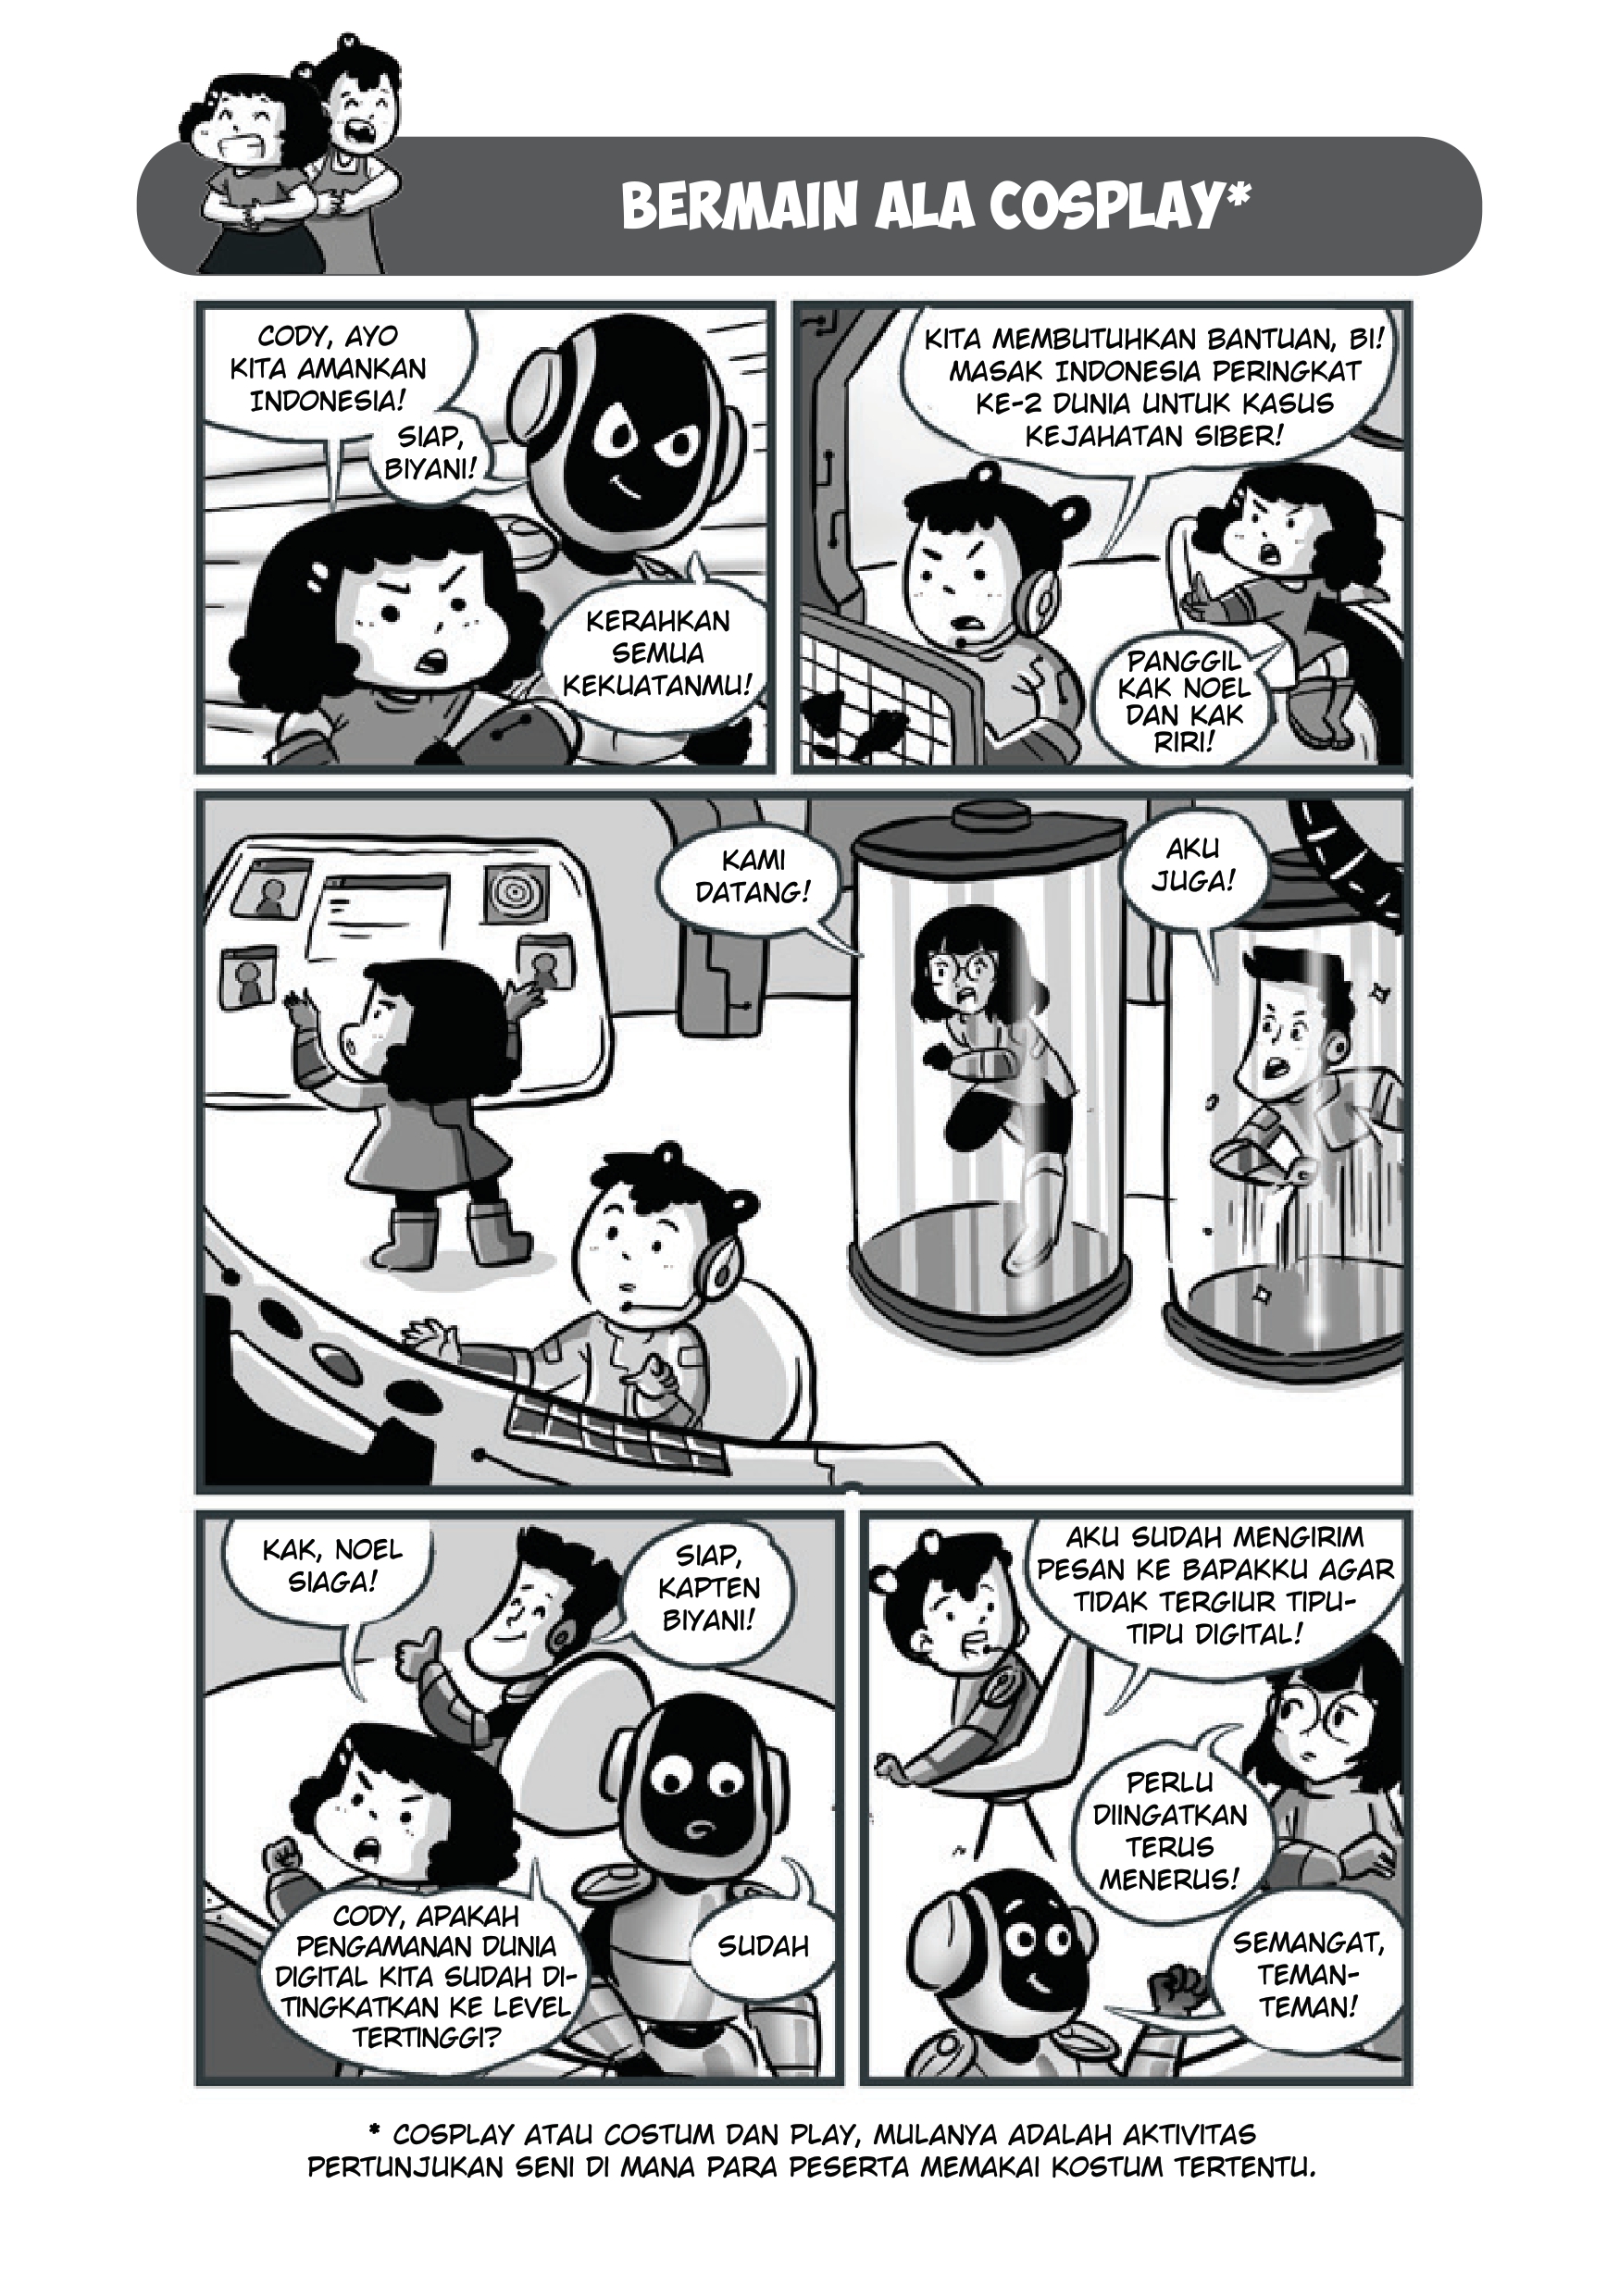 BERMAIN ALA COSPLAY*
CODY, AYO
KITA AMANKAN
INDONESIA!
SIAP,
BIYANI!
KERAHKAN
SEMUA
KEKUATANMU!
KITA MEMBUTUHKAN BANTUAN, BI!
MASAK INDONESIA PERINGKAT
KE-2 DUNIA UNTUK KASUS
KEJAHATAN SIBER!
PANGGIL
KAK NOEL
DAN KAK
RIRI!
KAMI
DATANG!
AKU
JUGA!
KAK, NOEL
SIAGA!
SIAP,
KAPTEN
BIYANI!
CODY, APAKAH
PENGAMANAN DUNIA
DIGITAL KITA SUDAH DI-
TINGKATKAN KE LEVEL
TERTINGGI?
SUDAH
AKU SUDAH MENGIRIM
PESAN KE BAPAKKU AGAR
TIDAK TERGIUR TIPU-
TIPU DIGITAL!
PERLU
DIINGATKAN
TERUS
MENERUS!
SEMANGAT,
TEMAN-
TEMAN!
* COSPLAY ATAU COSTUM DAN PLAY, MULANYA ADALAH AKTIVITAS
PERTUNJUKAN SENI DI MANA PARA PESERTA MEMAKAI KOSTUM TERTENTU.